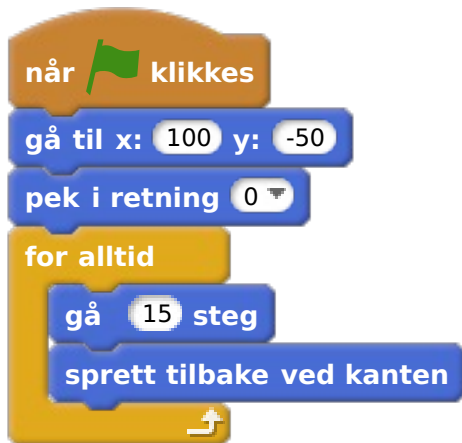 når klikkes
gå til x: 100 y: -50
pek i retning 0
for alltid
gå 15 steg
sprett tilbake ved kanten